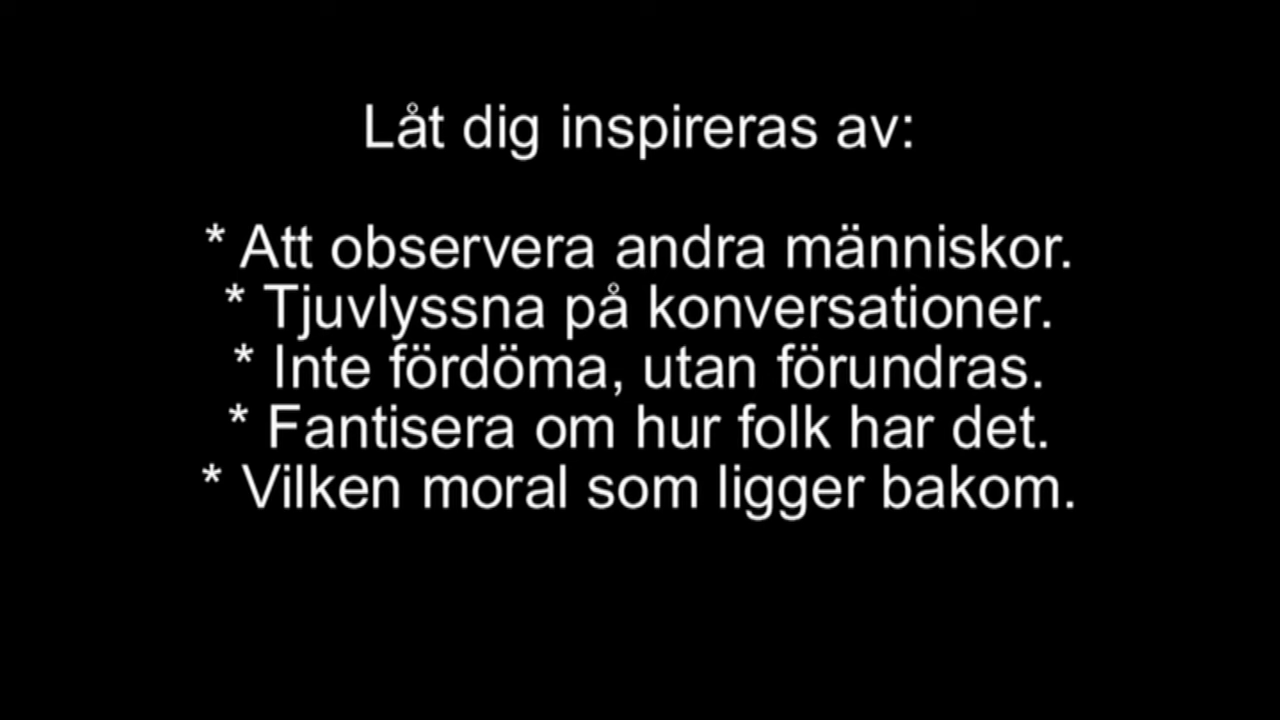 Låt dig inspireras av:
* Att observera andra människor.
* Tjuvlyssna på konversationer.
* Inte fördöma, utan förundras.
* Fantisera om hur folk har det.
* Vilken moral som ligger bakom.